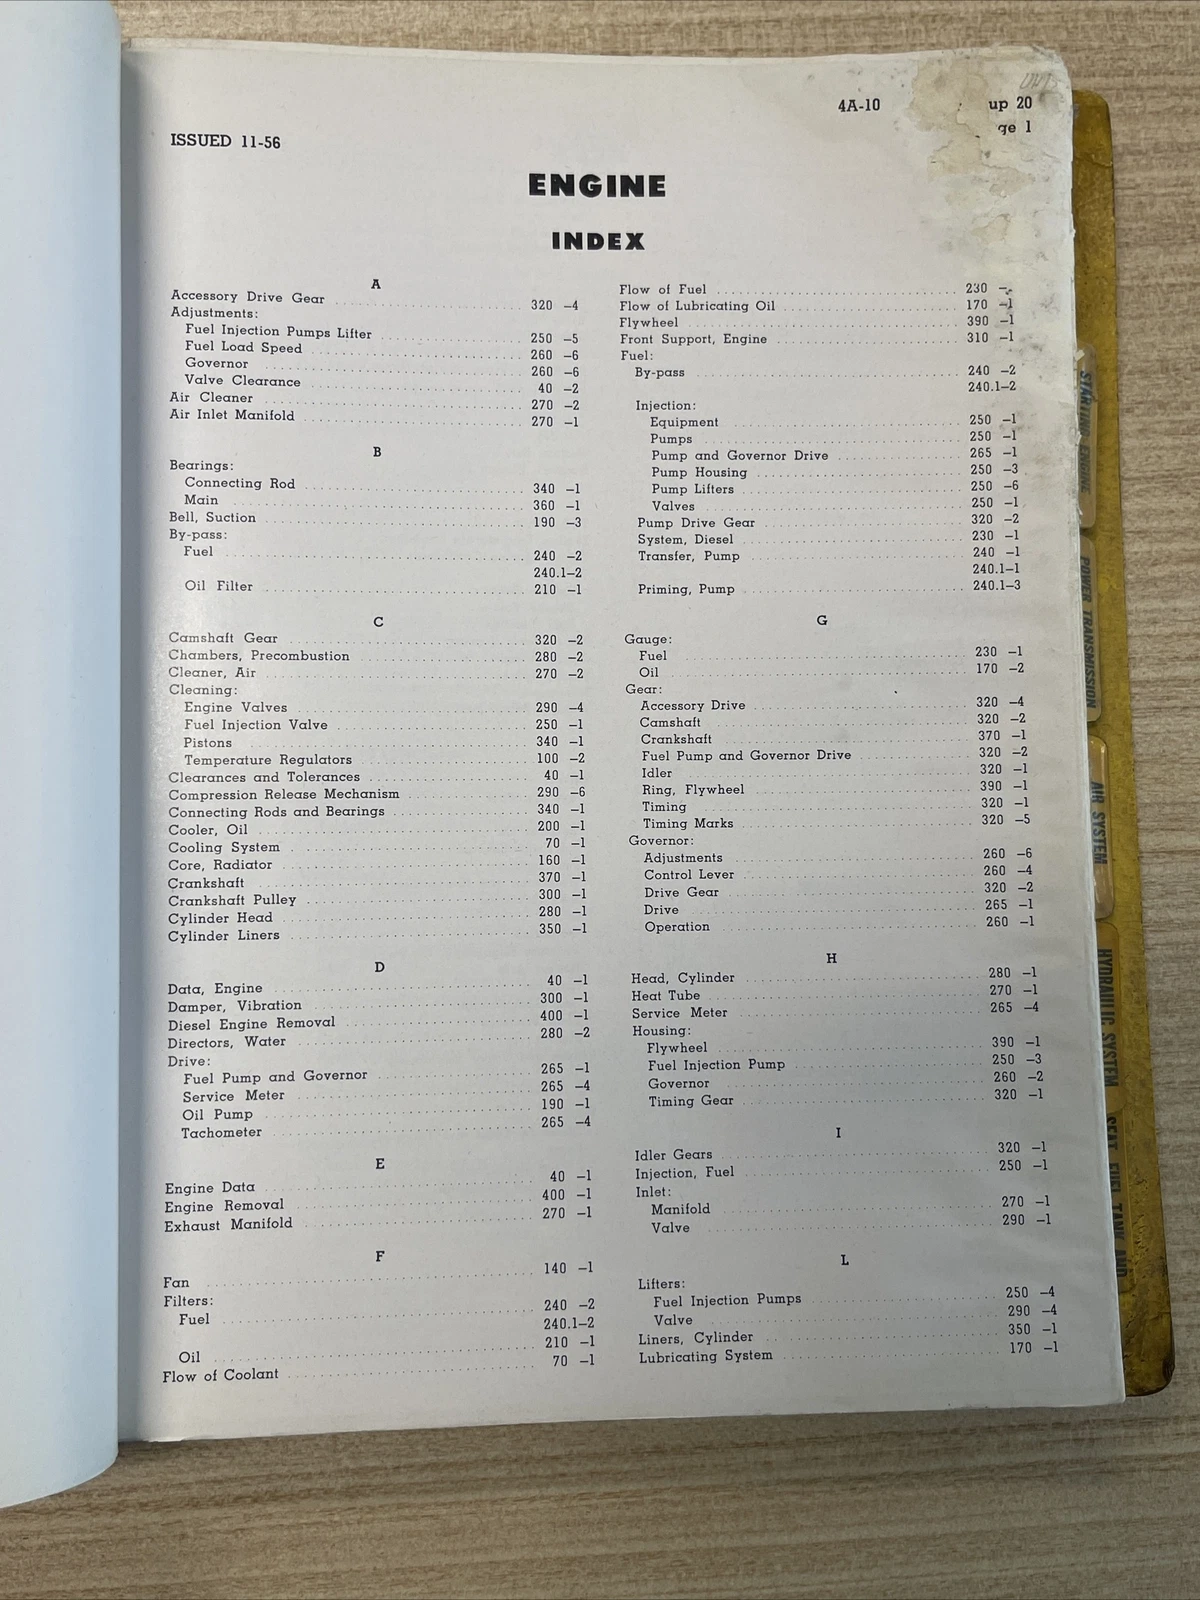 4A-10 up 20
ge 1
ISSUED 11-56
ENGINE
INDEX
A
Accessory Drive Gear 320 -4
Adjustments:
Fuel Injection Pumps Lifter 250 -5
Fuel Load Speed 260 -6
Governor 260 -6
Valve Clearance 40 -2
Air Cleaner 270 -2
Air Inlet Manifold 270 -1
B
Bearings:
Connecting Rod 340 -1
Main 360 -1
Bell, Suction 190 -3
By-pass:
Fuel 240 -2
240.1-2
Oil Filter 210 -1
C
Camshaft Gear 320 -2
Chambers, Precombustion 280 -2
Cleaner, Air 270 -2
Cleaning:
Engine Valves 290 -4
Fuel Injection Valve 250 -1
Pistons 340 -1
Temperature Regulators 100 -2
Clearances and Tolerances 40 -1
Compression Release Mechanism 290 -6
Connecting Rods and Bearings 340 -1
Cooler, Oil 200 -1
Cooling System 70 -1
Core, Radiator 160 -1
Crankshaft 370 -1
Crankshaft Pulley 300 -1
Cylinder Head 280 -1
Cylinder Liners 350 -1
D
Data, Engine 40 -1
Damper, Vibration 300 -1
Diesel Engine Removal 400 -1
Directors, Water 280 -2
Drive:
Fuel Pump and Governor 265 -1
Service Meter 265 -4
Oil Pump 190 -1
Tachometer 265 -4
E
Engine Data 40 -1
Engine Removal 400 -1
Exhaust Manifold 270 -1
F
Fan 140 -1
Filters:
Fuel 240 -2
240.1-2
Oil 210 -1
Flow of Coolant 70 -1
Flow of Fuel 230 -
Flow of Lubricating Oil 170 -1
Flywheel 390 -1
Front Support, Engine 310 -1
Fuel:
By-pass 240 -2
240.1-2
Injection:
Equipment 250 -1
Pumps 250 -1
Pump and Governor Drive 265 -1
Pump Housing 250 -3
Pump Lifters 250 -6
Valves 250 -1
Pump Drive Gear 320 -2
System, Diesel 230 -1
Transfer, Pump 240 -1
240.1-1
Priming, Pump 240.1-3
G
Gauge:
Fuel 230 -1
Oil 170 -2
Gear:
Accessory Drive 320 -4
Camshaft 320 -2
Crankshaft 370 -1
Fuel Pump and Governor Drive 320 -2
Idler 320 -1
Ring, Flywheel 390 -1
Timing 320 -1
Timing Marks 320 -5
Governor:
Adjustments 260 -6
Control Lever 260 -4
Drive Gear 320 -2
Drive 265 -1
Operation 260 -1
H
Head, Cylinder 280 -1
Heat Tube 270 -1
Service Meter 265 -4
Housing:
Flywheel 390 -1
Fuel Injection Pump 250 -3
Governor 260 -2
Timing Gear 320 -1
I
Idler Gears 320 -1
Injection, Fuel 250 -1
Inlet:
Manifold 270 -1
Valve 290 -1
L
Lifters:
Fuel Injection Pumps 250 -4
Valve 290 -4
Liners, Cylinder 350 -1
Lubricating System 170 -1
STARTING ENGINE
POWER TRANSMISSION
AIR SYSTEM
HYDRAULIC SYSTEM
SEAT, FUEL TANK AND